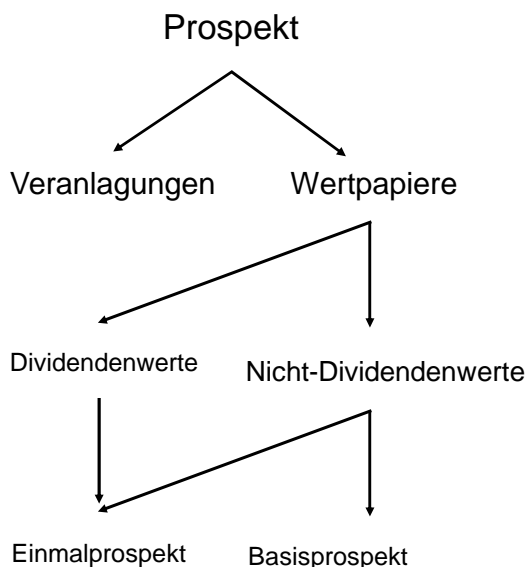 Prospekt
Veranlagungen Wertpapiere
Dividendenwerte Nicht-Dividendenwerte
Einmalprospekt Basisprospekt